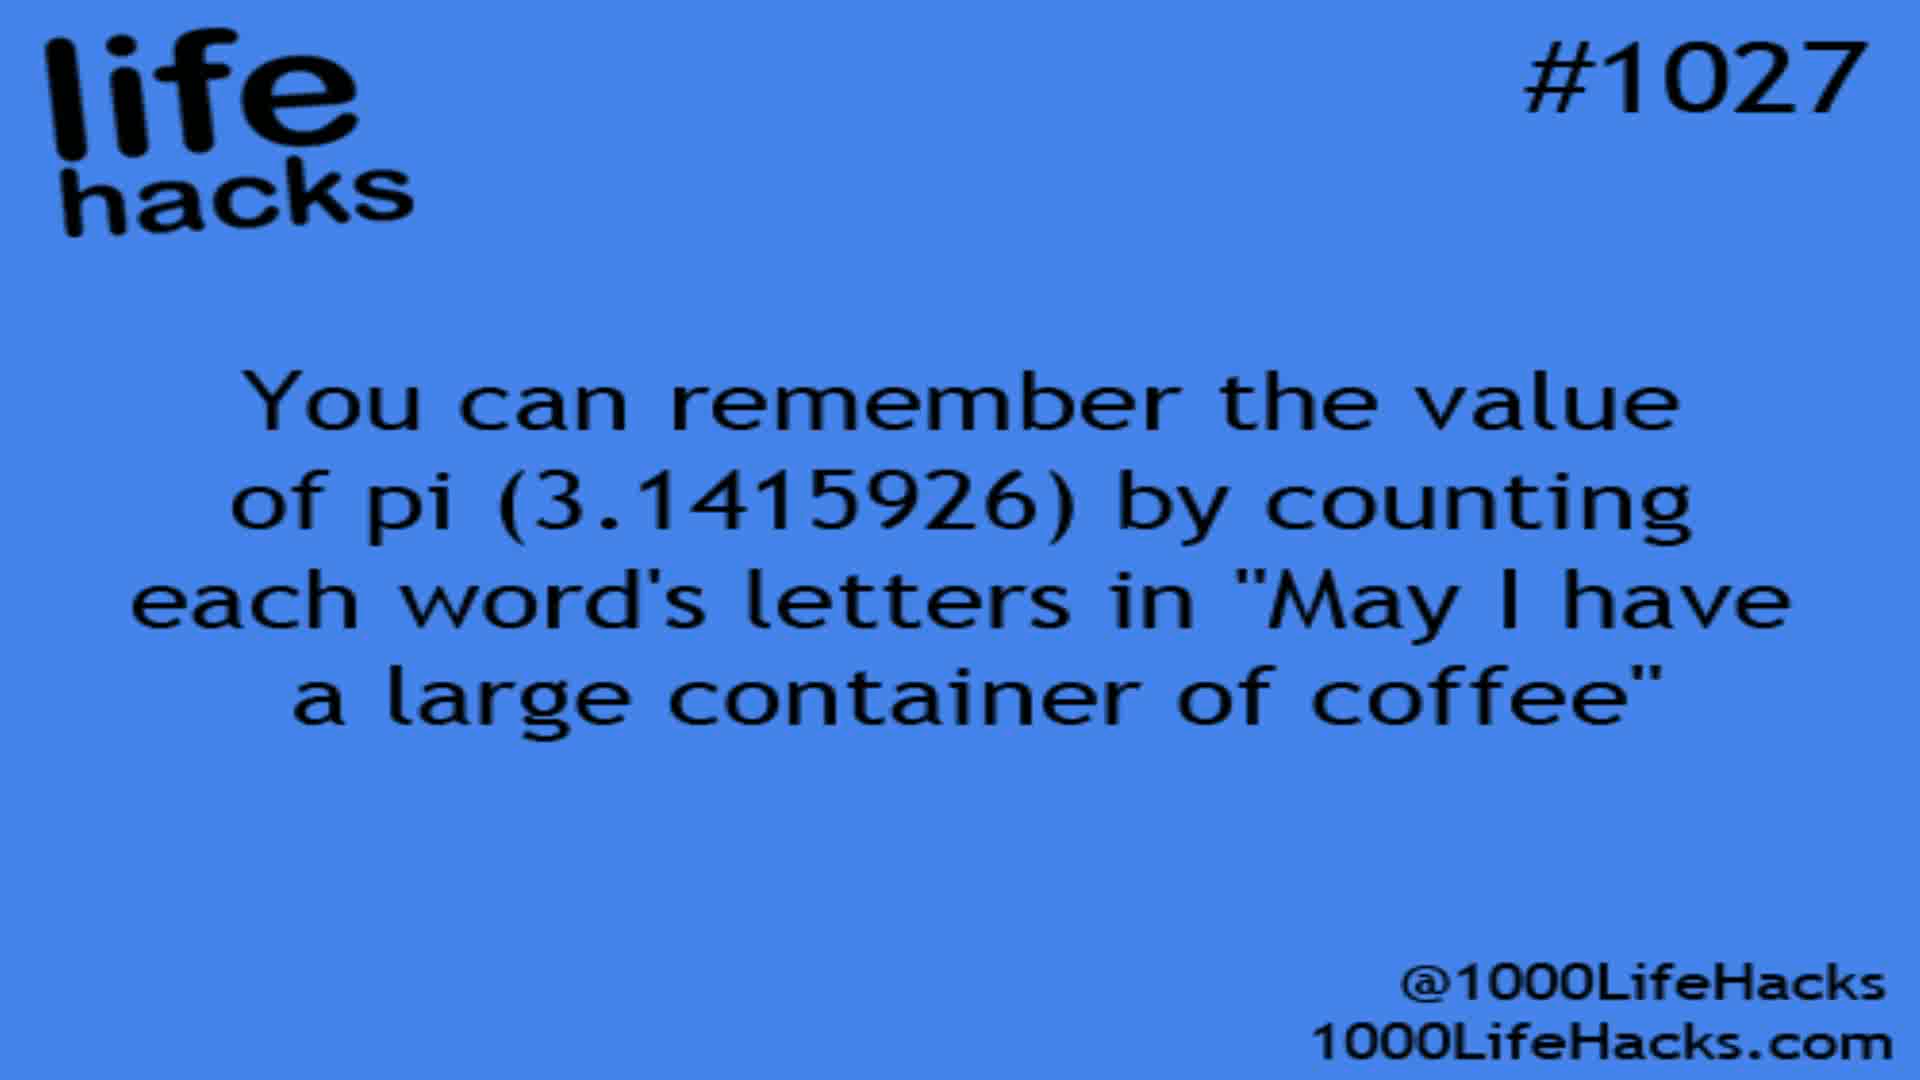 life
hacks
#1027
You can remember the value
of pi (3.1415926) by counting
each word's letters in "May I have
a large container of coffee"
@1000LifeHacks
1000LifeHacks.com